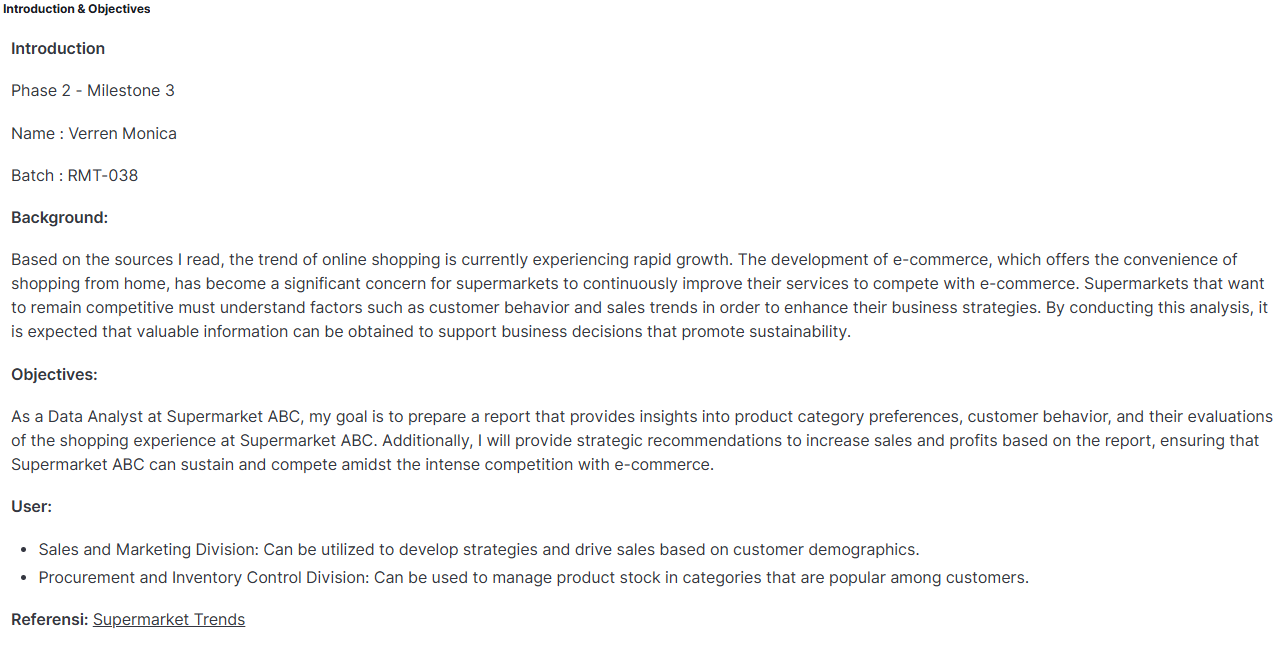 Introduction & Objectives
Introduction
Phase 2 - Milestone 3
Name : Verren Monica
Batch : RMT-038
Background:
Based on the sources I read, the trend of online shopping is currently experiencing rapid growth. The development of e-commerce, which offers the convenience of
shopping from home, has become a significant concern for supermarkets to continuously improve their services to compete with e-commerce. Supermarkets that want
to remain competitive must understand factors such as customer behavior and sales trends in order to enhance their business strategies. By conducting this analysis, it
is expected that valuable information can be obtained to support business decisions that promote sustainability.
Objectives:
As a Data Analyst at Supermarket ABC, my goal is to prepare a report that provides insights into product category preferences, customer behavior, and their evaluations
of the shopping experience at Supermarket ABC. Additionally, I will provide strategic recommendations to increase sales and profits based on the report, ensuring that
Supermarket ABC can sustain and compete amidst the intense competition with e-commerce.
User:
• Sales and Marketing Division: Can be utilized to develop strategies and drive sales based on customer demographics.
• Procurement and Inventory Control Division: Can be used to manage product stock in categories that are popular among customers.
Referensi: Supermarket Trends